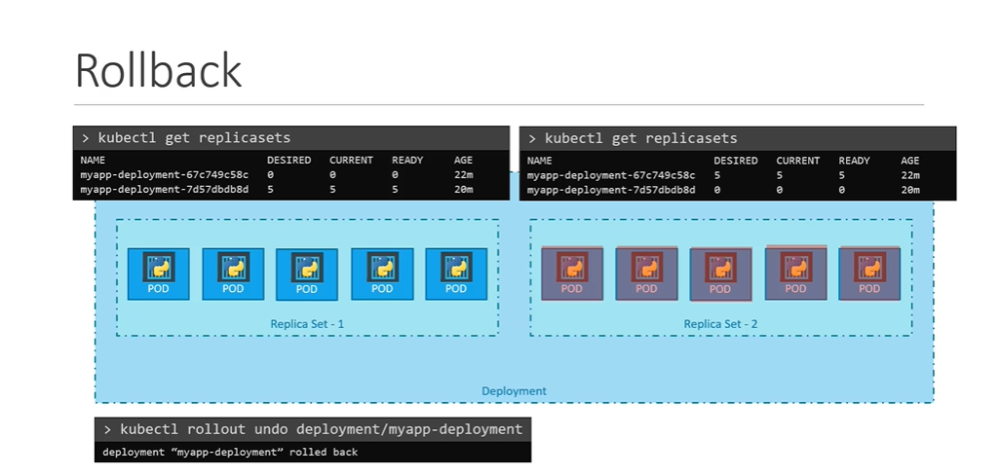 Rollback
> kubectl get replicasets
NAME DESIRED CURRENT READY AGE
myapp-deployment-67c749c58c 0 0 0 22m
myapp-deployment-7d57dbdb8d 5 5 5 20m
> kubectl get replicasets
NAME DESIRED CURRENT READY AGE
myapp-deployment-67c749c58c 5 5 5 22m
myapp-deployment-7d57dbdb8d 0 0 0 20m
POD POD POD POD POD
Replica Set - 1
POD POD POD POD POD
Replica Set - 2
Deployment
> kubectl rollout undo deployment/myapp-deployment
deployment “myapp-deployment” rolled back